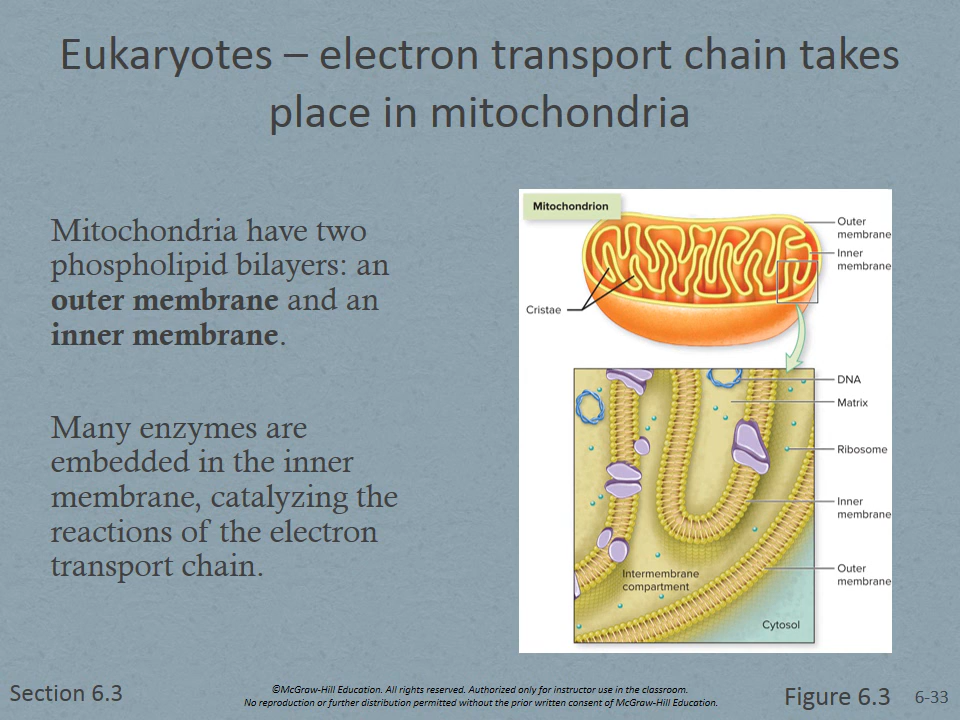 Eukaryotes – electron transport chain takes
place in mitochondria
Mitochondria have two
phospholipid bilayers: an
outer membrane and an
inner membrane.
Many enzymes are
embedded in the inner
membrane, catalyzing the
reactions of the electron
transport chain.
Mitochondrion
Outer
membrane
Inner
membrane
Cristae
DNA
Matrix
Ribosome
Inner
membrane
Outer
membrane
Intermembrane
compartment
Cytosol
Section 6.3
©McGraw-Hill Education. All rights reserved. Authorized only for instructor use in the classroom.
No reproduction or further distribution permitted without the prior written consent of McGraw-Hill Education.
Figure 6.3
6-33